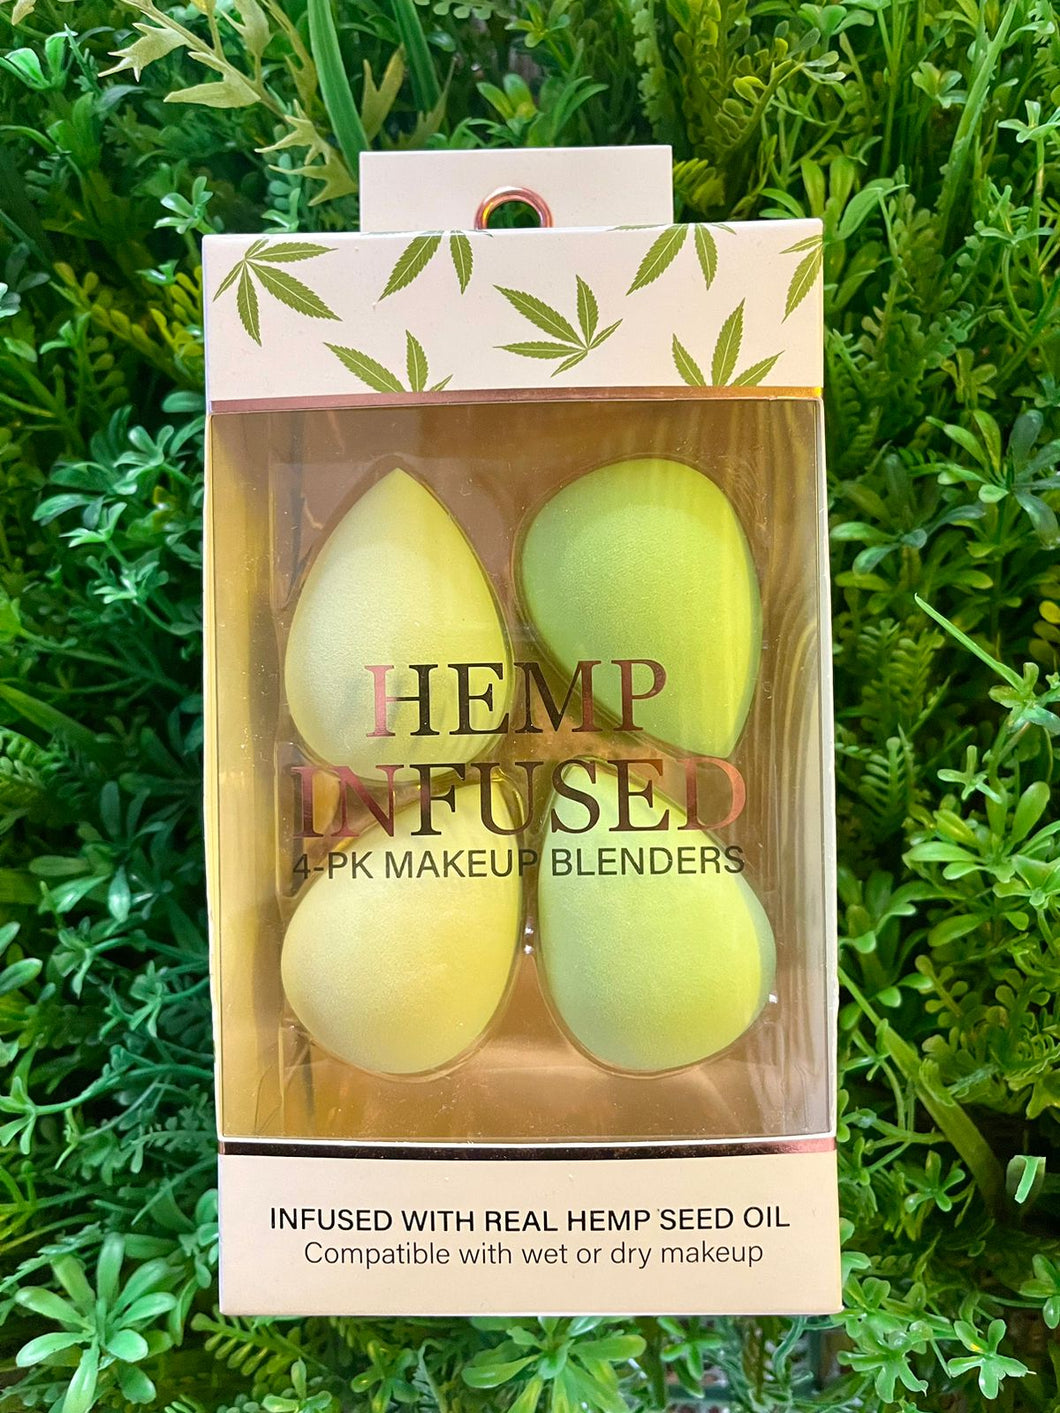 HEMP
INFUSED
4-PK MAKEUP BLENDERS
INFUSED WITH REAL HEMP SEED OIL
Compatible with wet or dry makeup